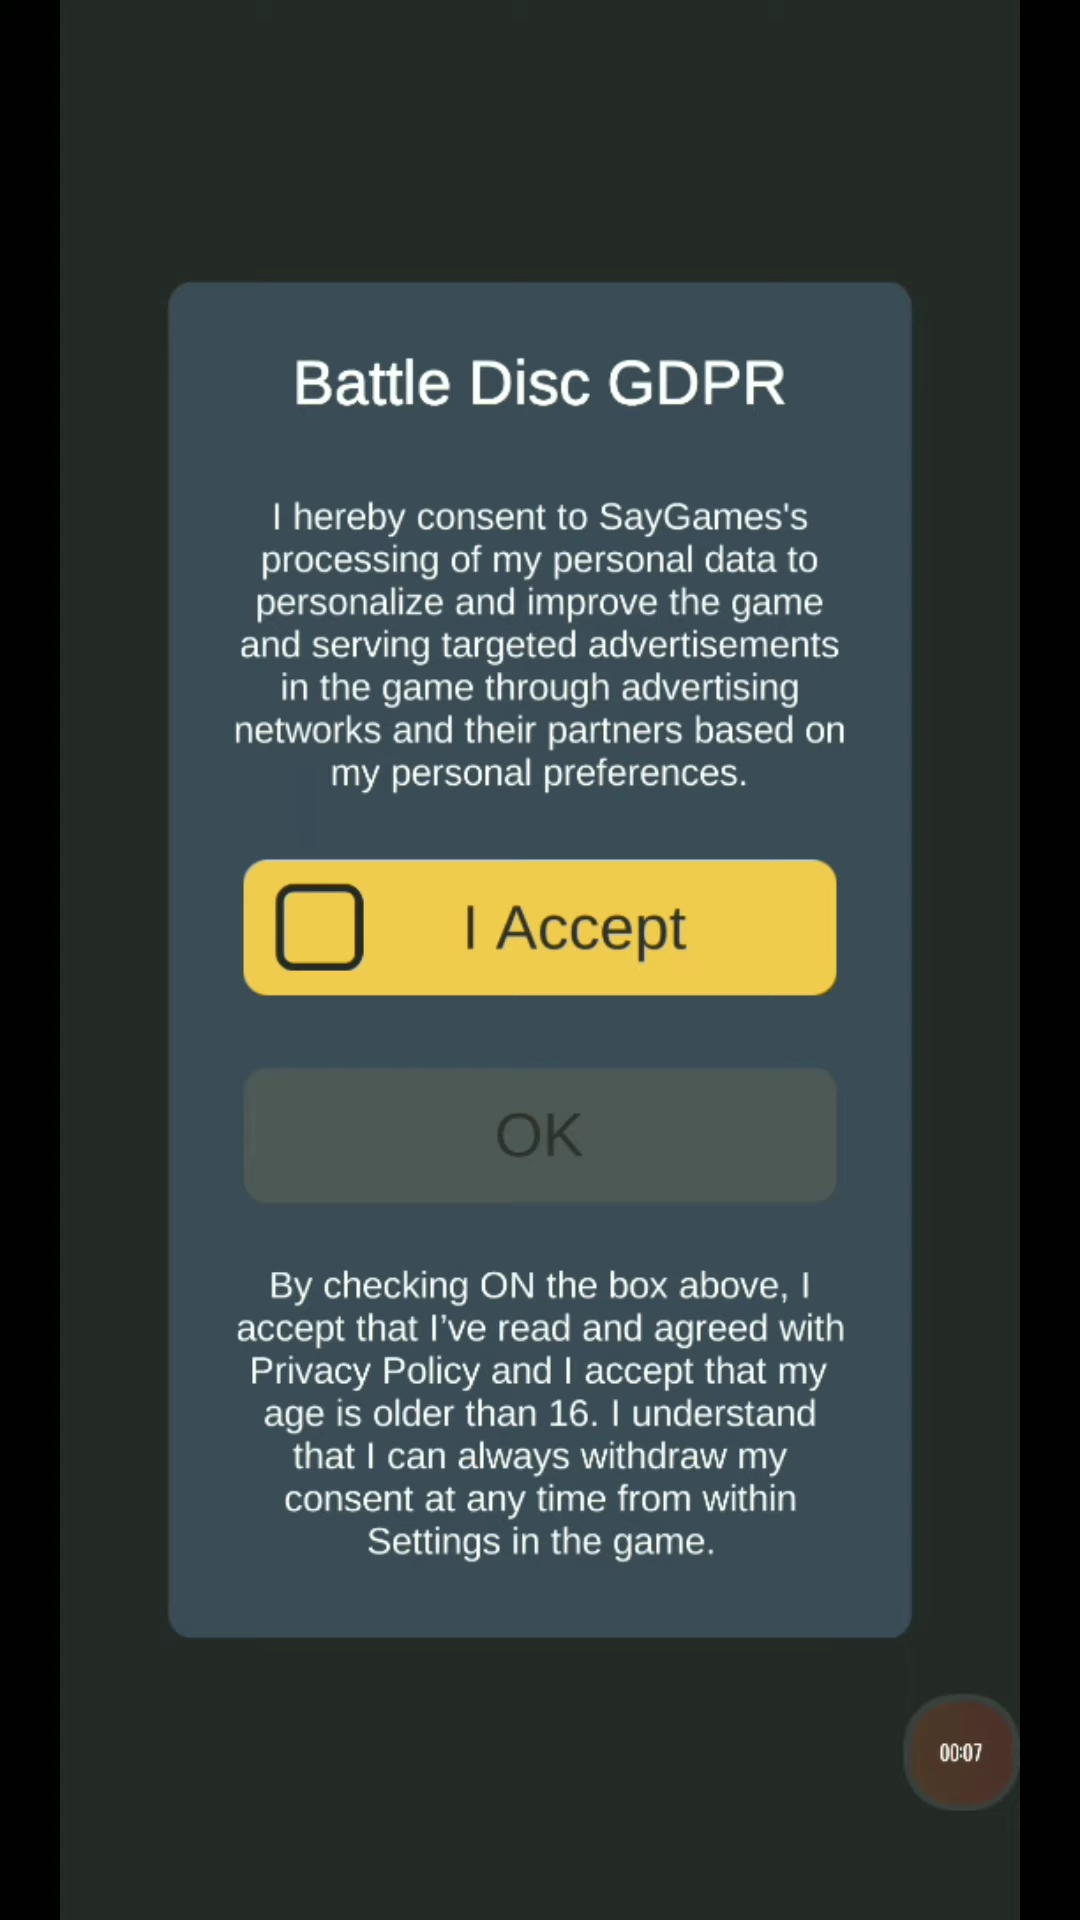 Battle Disc GDPR
I hereby consent to SayGames's
processing of my personal data to
personalize and improve the game
and serving targeted advertisements
in the game through advertising
networks and their partners based on
my personal preferences.
I Accept
OK
By checking ON the box above, I
accept that I’ve read and agreed with
Privacy Policy and I accept that my
age is older than 16. I understand
that I can always withdraw my
consent at any time from within
Settings in the game.
00:07